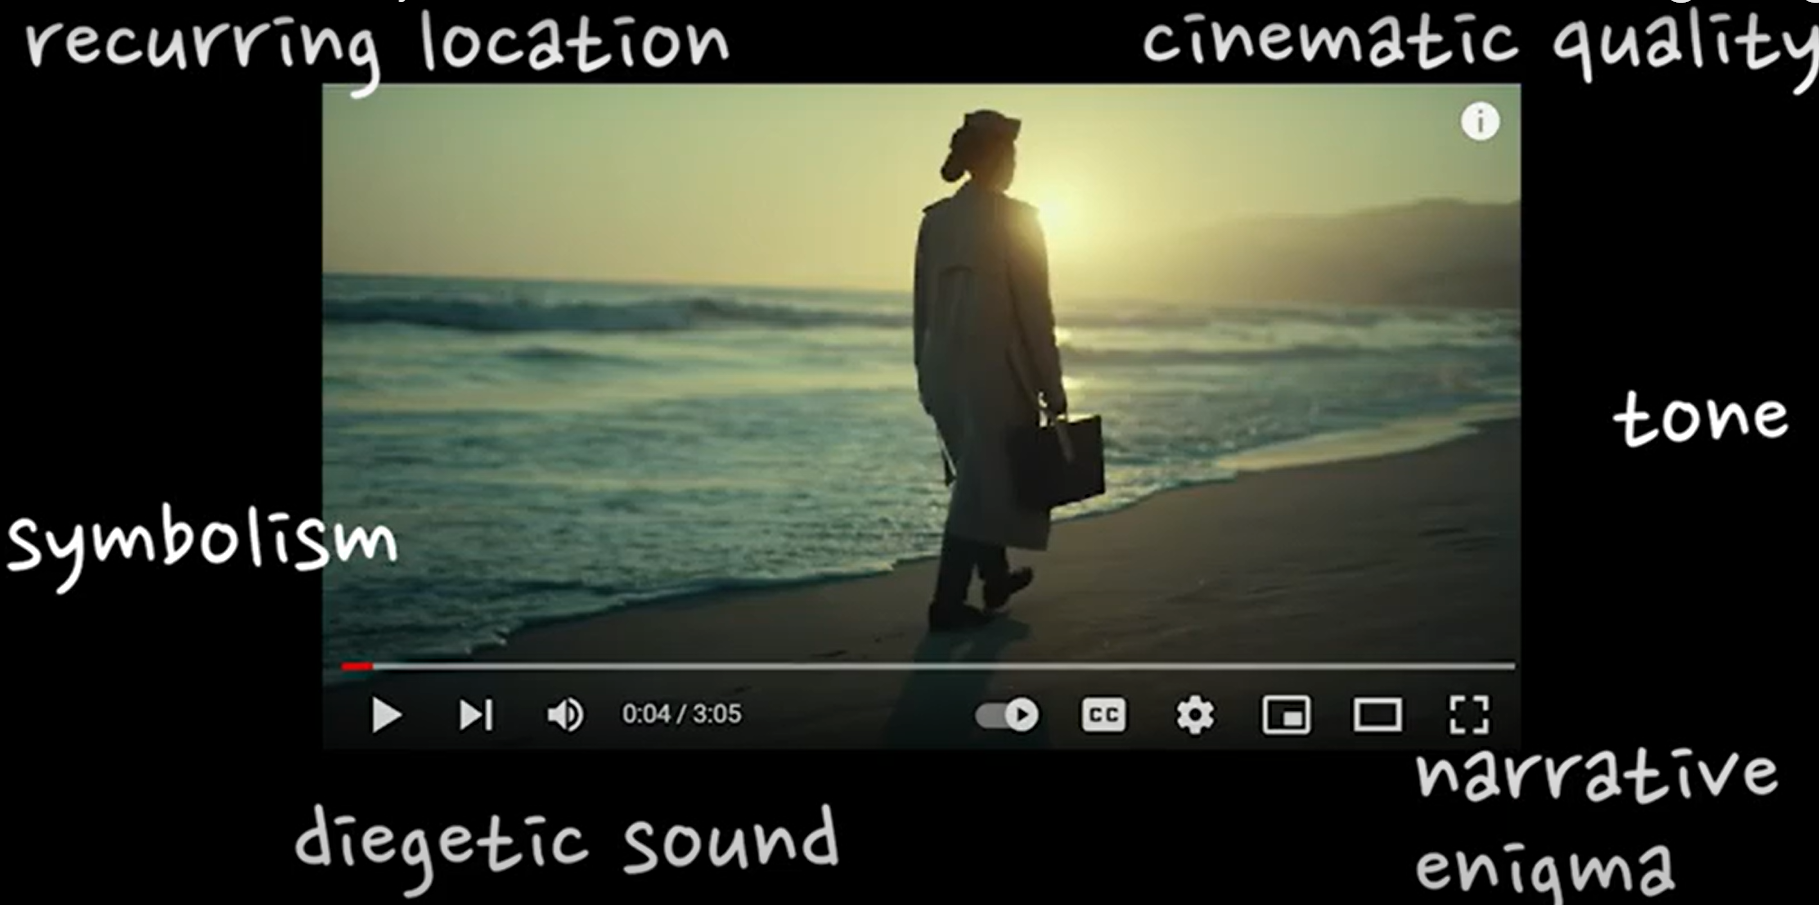 recurring location
cinematic quality
i
tone
symbolism
0:04 / 3:05
CC
narrative
enigma
diegetic sound